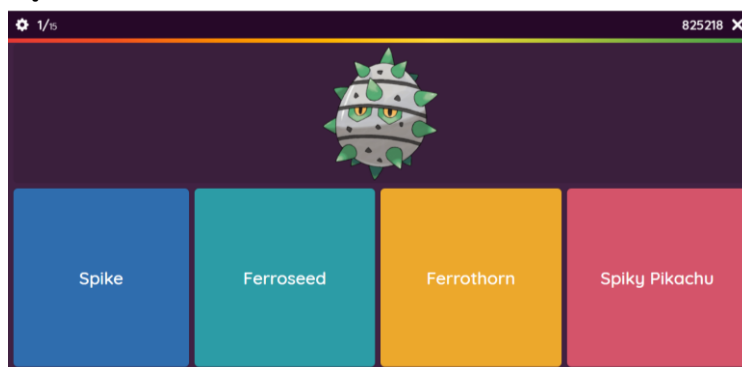 1/15
825218
Spike
Ferroseed
Ferrothorn
Spiky Pikachu